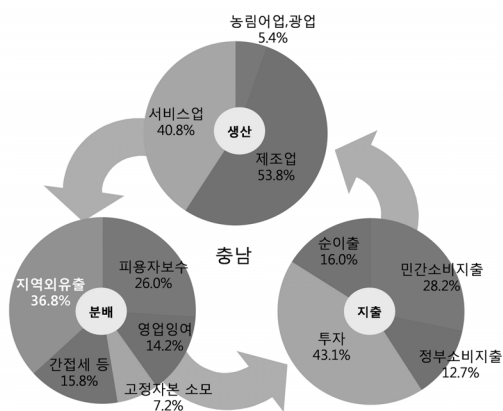 농림어업,광업
5.4%
서비스업
40.8%
생산
제조업
53.8%
충남
지역외유출
36.8%
피용자보수
26.0%
분배
영업잉여
14.2%
간접세 등
15.8%
고정자본 소모
7.2%
순이출
16.0%
민간소비지출
28.2%
지출
투자
43.1%
정부소비지출
12.7%